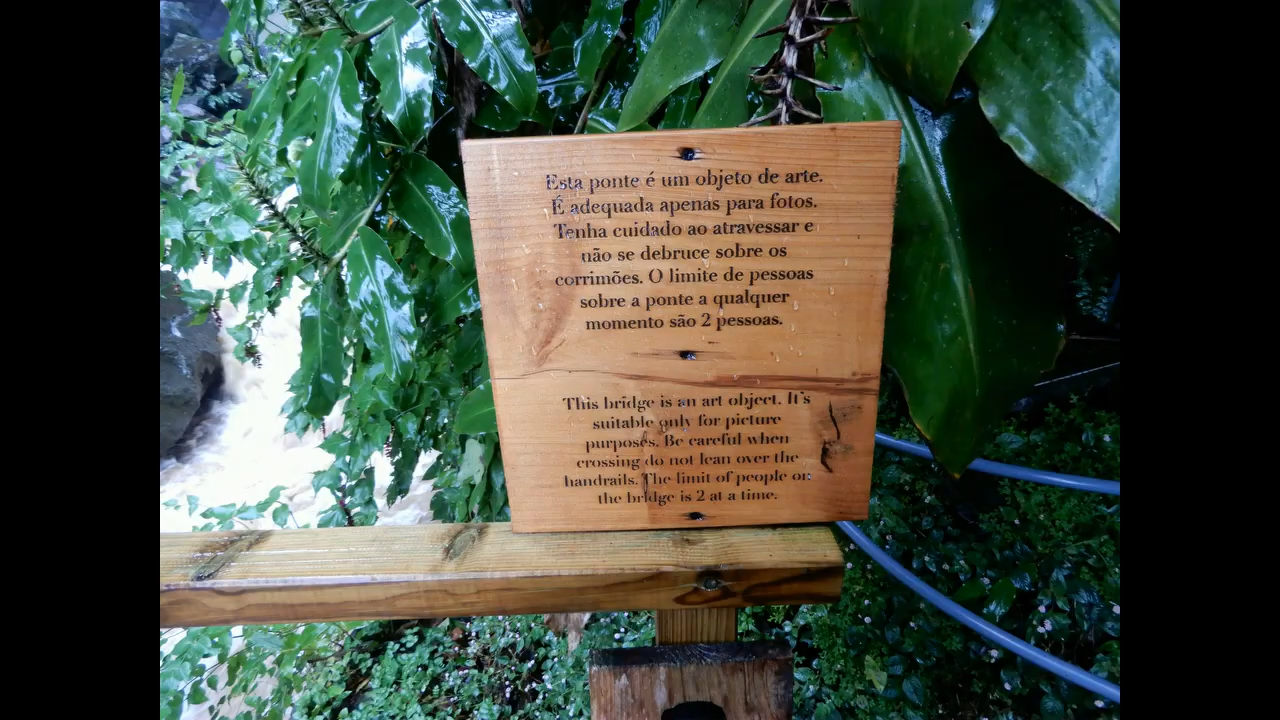 Esta ponte é um objeto de arte.
É adequada apenas para fotos.
Tenha cuidado ao atravessar e
não se debruce sobre os
corrimões. O limite de pessoas
sobre a ponte a qualquer
momento são 2 pessoas.
This bridge is an art object. It's
suitable only for picture
purposes. Be careful when
crossing do not lean over the
handrails. The limit of people on
the bridge is 2 at a time.